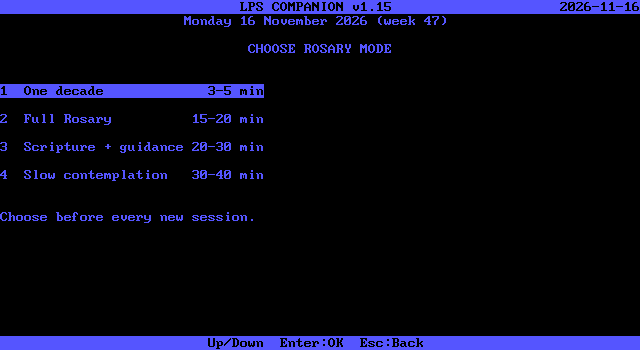 LPS COMPANION v1.15 2026-11-16
Monday 16 November 2026 (week 47)
CHOOSE ROSARY MODE
1 One decade 3-5 min
2 Full Rosary 15-20 min
3 Scripture + guidance 20-30 min
4 Slow contemplation 30-40 min
Choose before every new session.
Up/Down Enter:OK Esc:Back